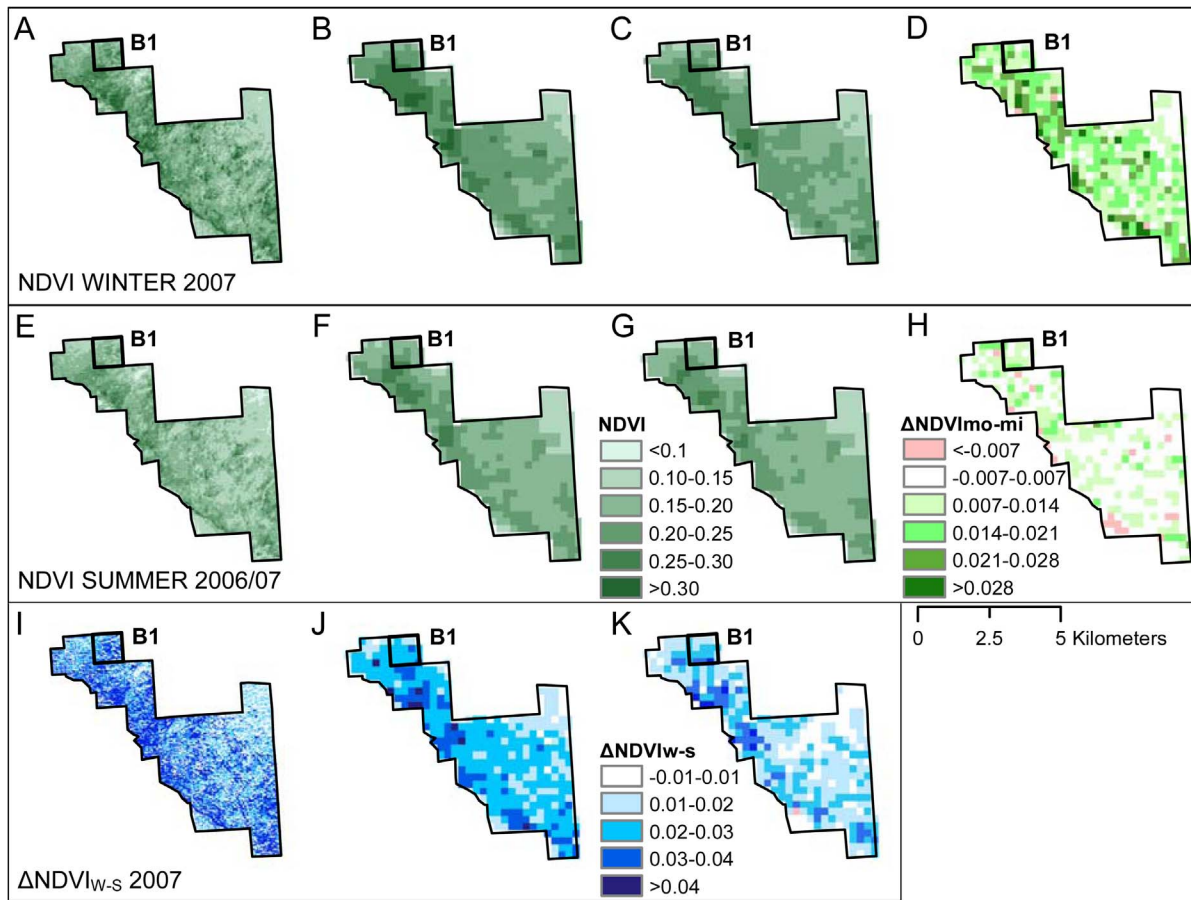 A
B1
B
B1
C
B1
D
B1
NDVI WINTER 2007
E
B1
F
B1
G
B1
H
B1
NDVI
<0.1
0.10-0.15
0.15-0.20
0.20-0.25
0.25-0.30
>0.30
ΔNDVImo-mi
<-0.007
-0.007-0.007
0.007-0.014
0.014-0.021
0.021-0.028
>0.028
NDVI SUMMER 2006/07
I
B1
J
B1
K
B1
ΔNDVIw-s
-0.01-0.01
0.01-0.02
0.02-0.03
0.03-0.04
>0.04
0 2.5 5 Kilometers
ΔNDVIW-S 2007